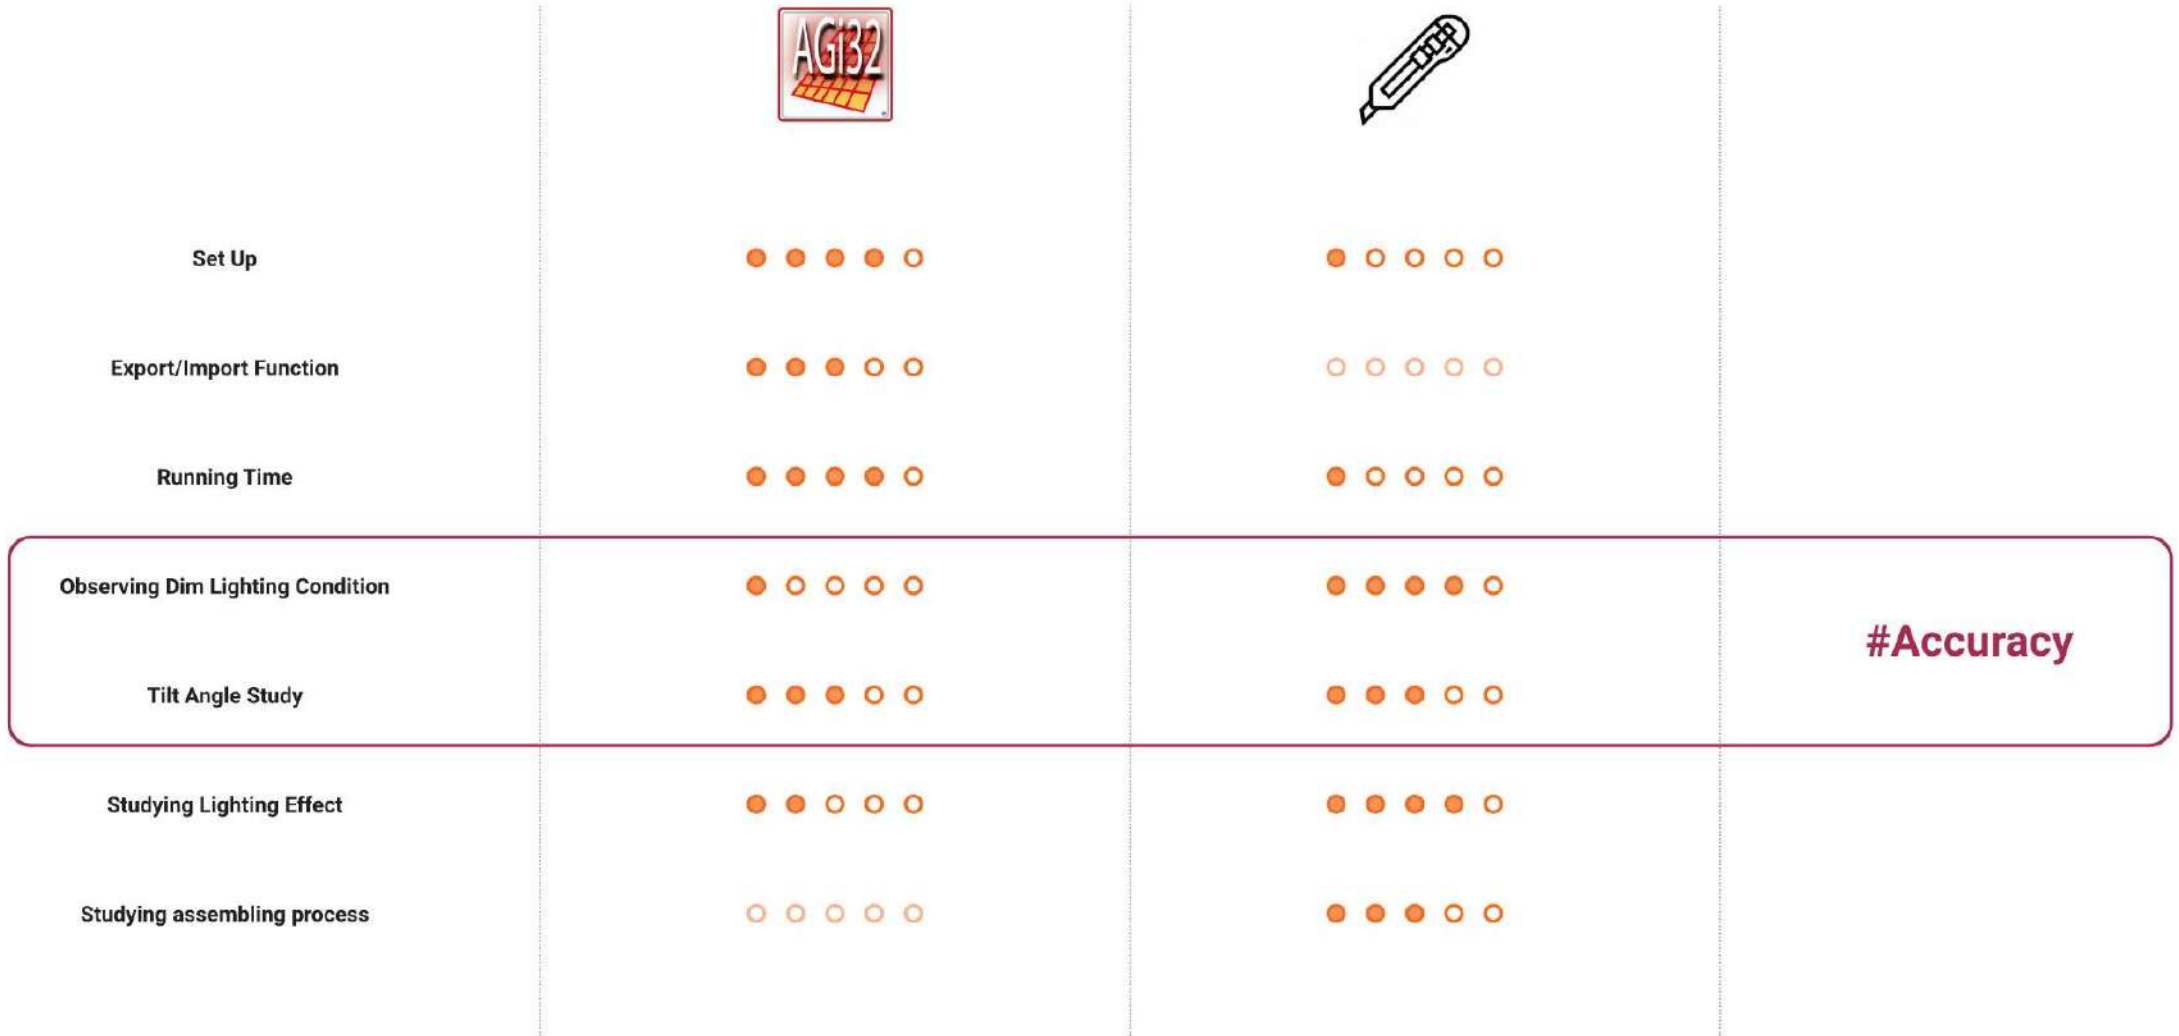 AGi32
Set Up
Export/Import Function
Running Time
Observing Dim Lighting Condition
#Accuracy
Tilt Angle Study
Studying Lighting Effect
Studying assembling process